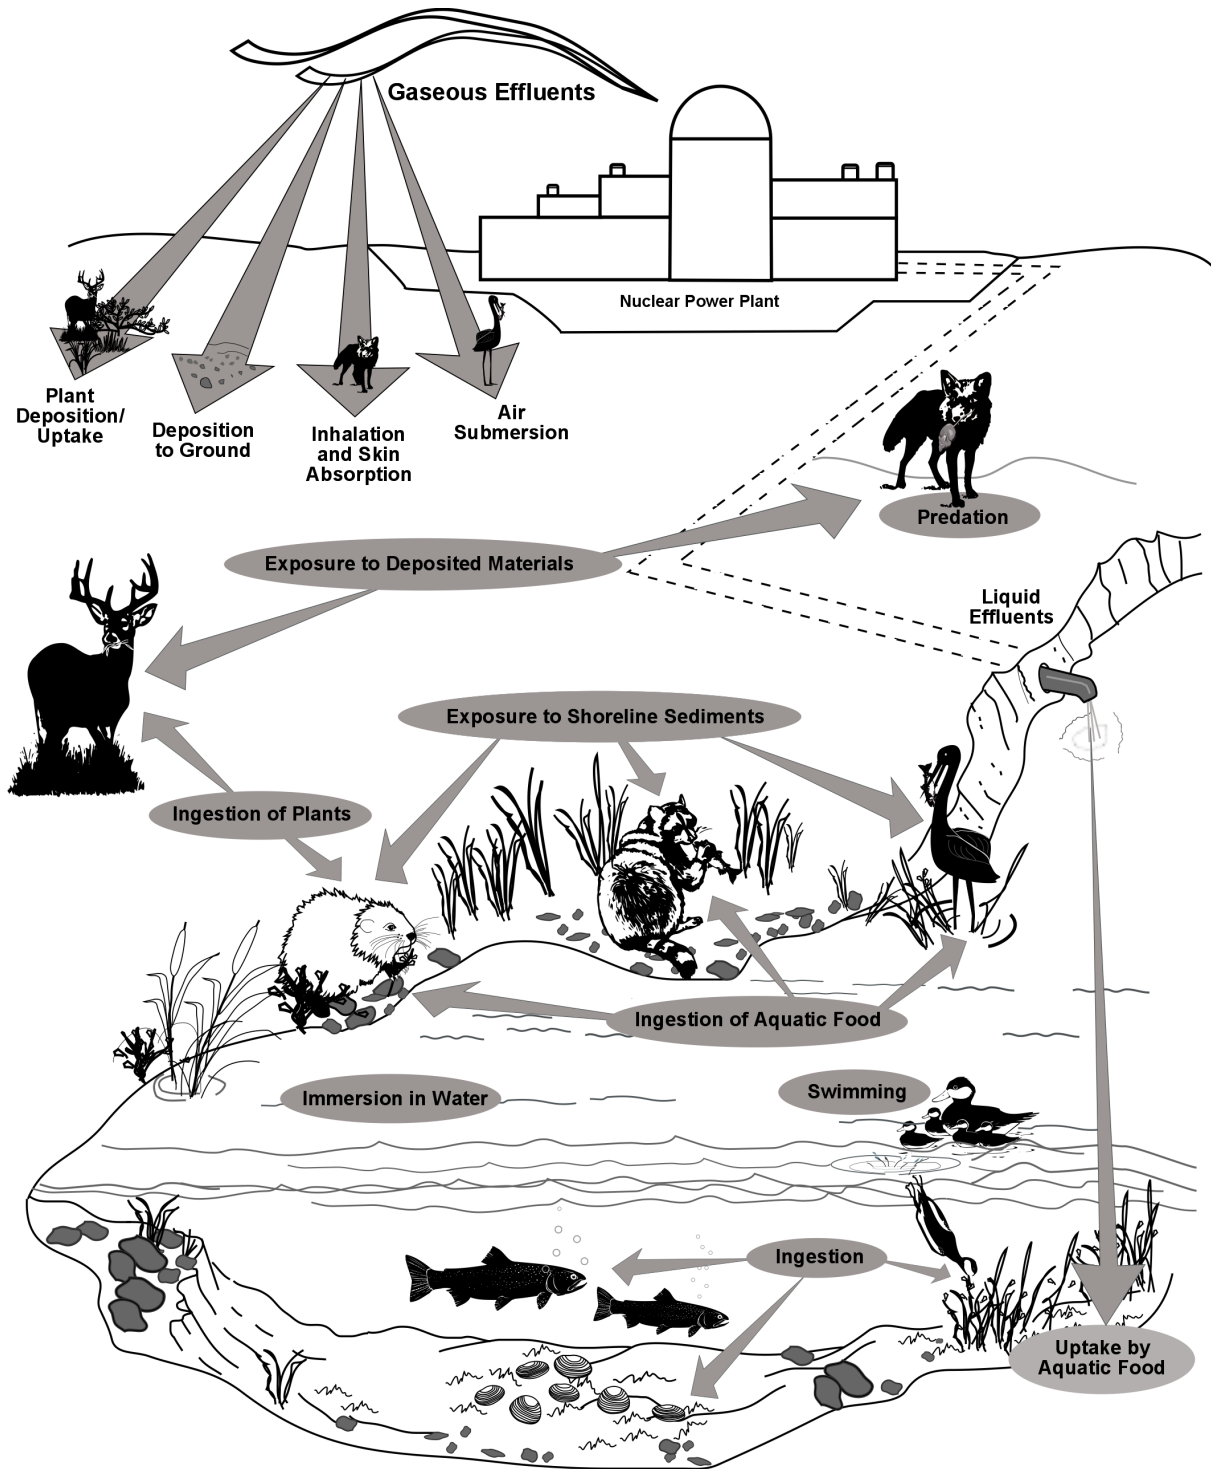 Gaseous Effluents
Nuclear Power Plant
Plant
Deposition/
Uptake
Deposition
to Ground
Inhalation
and Skin
Absorption
Air
Submersion
Predation
Exposure to Deposited Materials
Liquid
Effluents
Exposure to Shoreline Sediments
Ingestion of Plants
Ingestion of Aquatic Food
Immersion in Water
Swimming
Ingestion
Uptake by
Aquatic Food